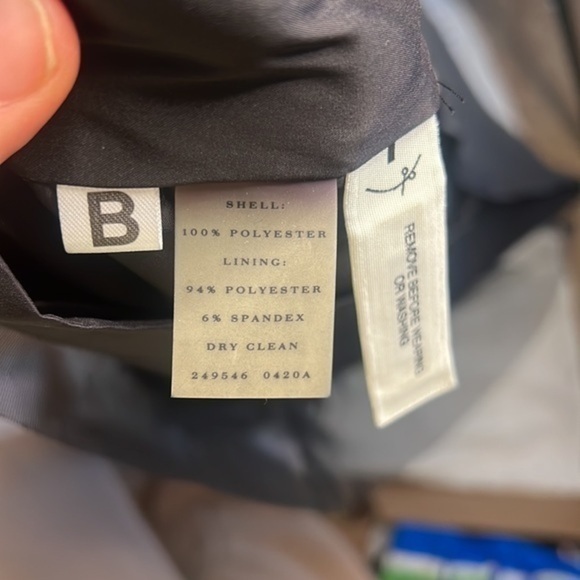 B
SHELL:
100% POLYESTER
LINING:
94% POLYESTER
6% SPANDEX
DRY CLEAN
249546 0420A
REMOVE BEFORE WEARING
OR WASHING